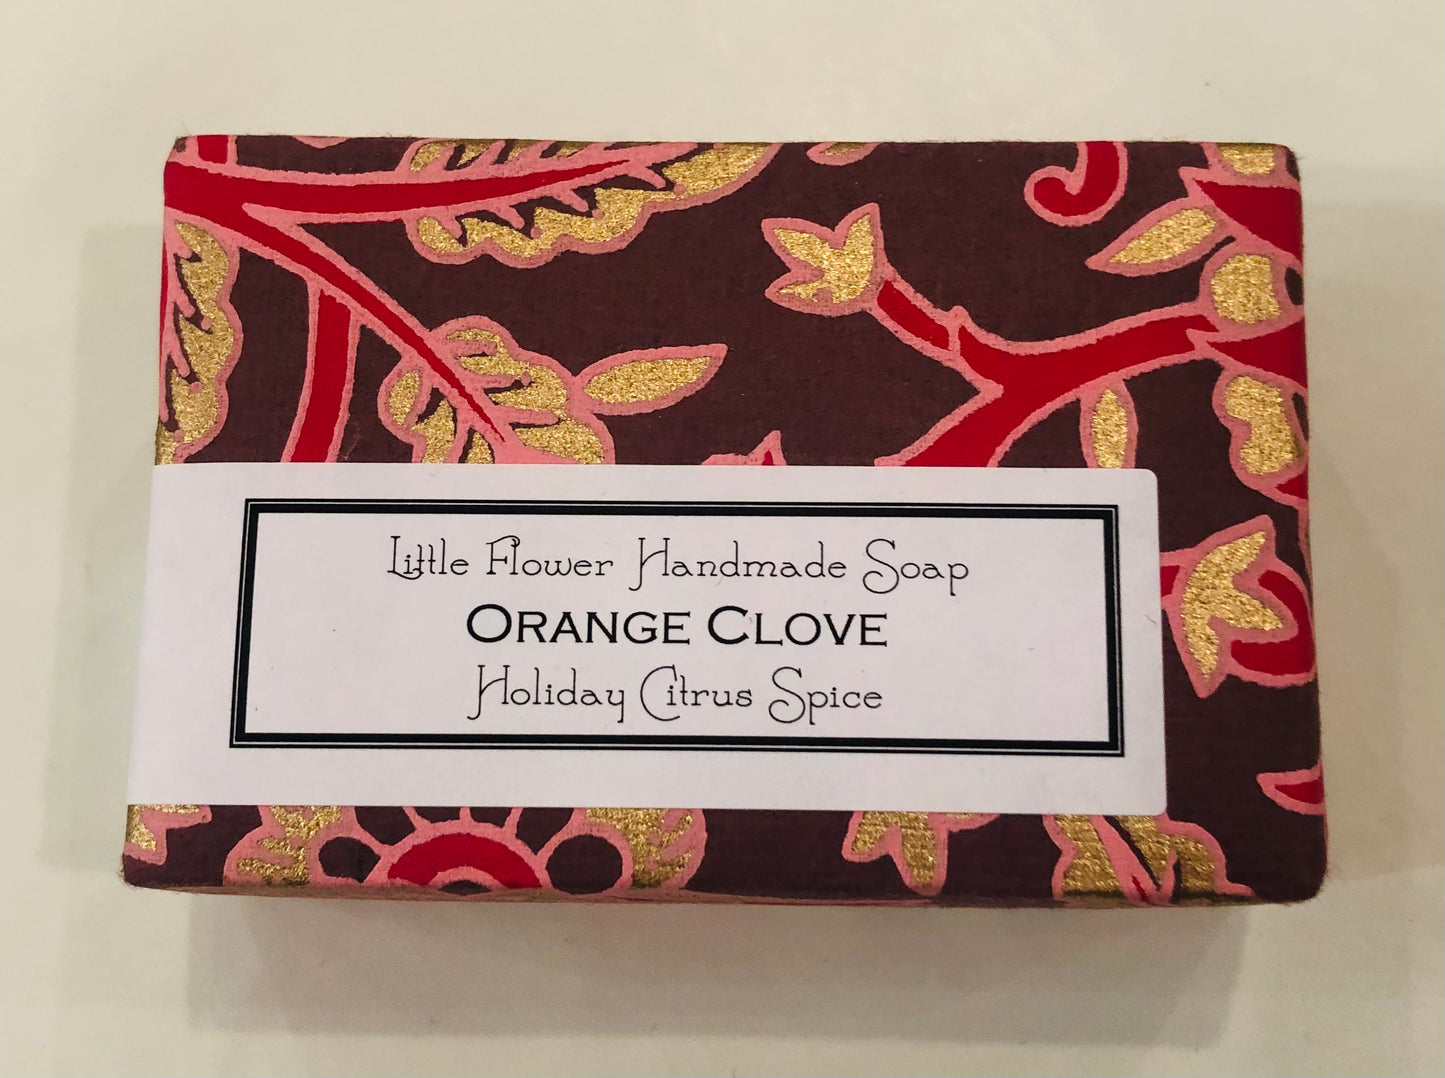 Little Flower Handmade Soap
ORANGE CLOVE
Holiday Citrus Spice